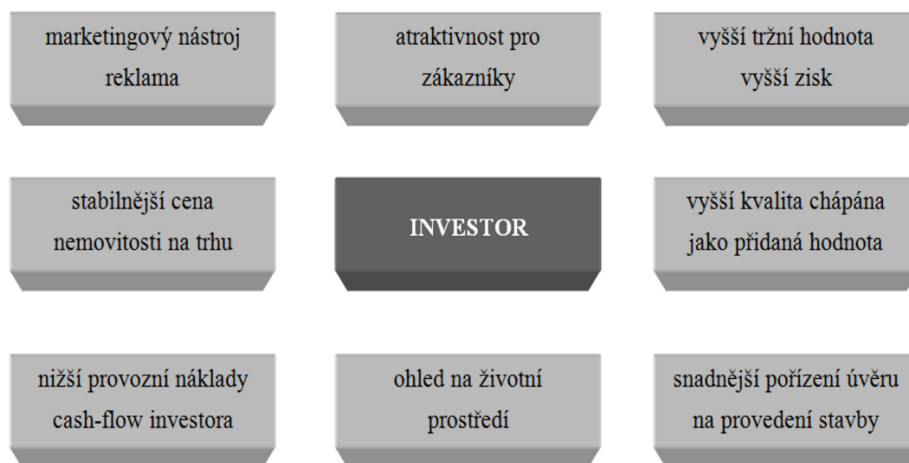 marketingový nástroj
reklama
atraktivnost pro
zákazníky
vyšší tržní hodnota
vyšší zisk
stabilnější cena
nemovitosti na trhu
INVESTOR
vyšší kvalita chápána
jako přidaná hodnota
nižší provozní náklady
cash-flow investora
ohled na životní
prostředí
snadnější pořízení úvěru
na provedení stavby